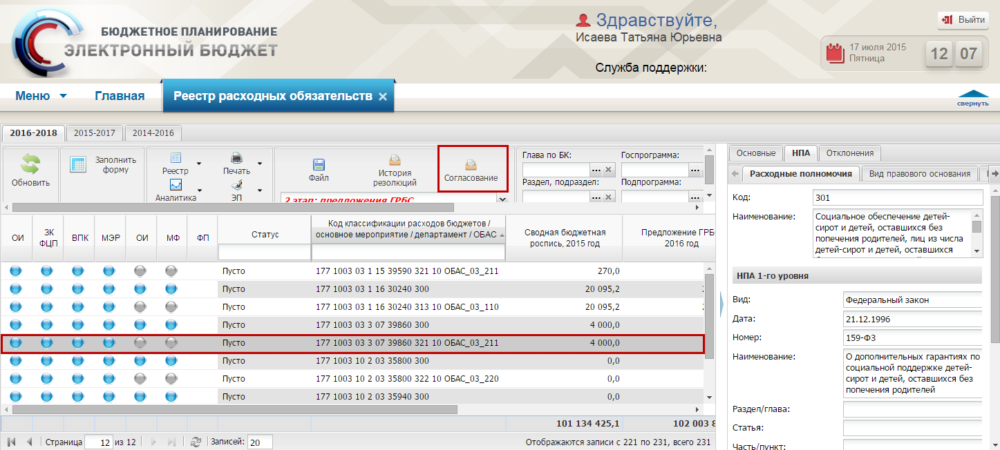 БЮДЖЕТНОЕ ПЛАНИРОВАНИЕ
ЭЛЕКТРОННЫЙ БЮДЖЕТ
Здравствуйте,
Исаева Татьяна Юрьевна
Служба поддержки:
Выйти
17 июля 2015
Пятница
12 07
Меню Главная Реестр расходных обязательств
свернуть
2016-2018 2015-2017 2014-2016
Обновить
Заполнить форму
Реестр
Аналитика
Печать
ЭП
Файл
История резолюций
Согласование
2 этап: предложения ГРБС
Глава по БК: Госпрограмма:
Раздел, подраздел: Подпрограмма:
ОИ ЗК ФЦП ВПК МЭР ОИ МФ ФП Статус
Код классификации расходов бюджетов /
основное мероприятие / департамент / ОБАС
Сводная бюджетная
роспись, 2015 год
Предложение
2016 год
Пусто 177 1003 03 1 15 39590 321 10 ОБАС_03_211 270,0
Пусто 177 1003 03 1 16 30240 300 20 095,2
Пусто 177 1003 03 1 16 30240 313 10 ОБАС_03_110 20 095,2
Пусто 177 1003 03 3 07 39860 300 4 000,0
Пусто 177 1003 03 3 07 39860 321 10 ОБАС_03_211 4 000,0
Пусто 177 1003 10 2 03 35800 300 0,0
Пусто 177 1003 10 2 03 35800 322 10 ОБАС_03_220 0,0
Пусто 177 1003 10 2 03 35940 300 0,0
101 134 425,1 102 003 8
Страница 12 из 12 Записей: 20 Отображаются записи с 221 по 231, всего 231
Основные НПА Отклонения
Расходные полномочия Вид правового основания
Код: 301
Наименование: Социальное обеспечение детей-
сирот и детей, оставшихся без
попечения родителей, лиц из числа
детей-сирот и детей, оставшихся
НПА 1-го уровня
Вид: Федеральный закон
Дата: 21.12.1996
Номер: 159-ФЗ
Наименование: О дополнительных гарантиях по
социальной поддержке детей-
сирот и детей, оставшихся без
попечения родителей
Раздел/глава:
Статья:
Часть/пункт: